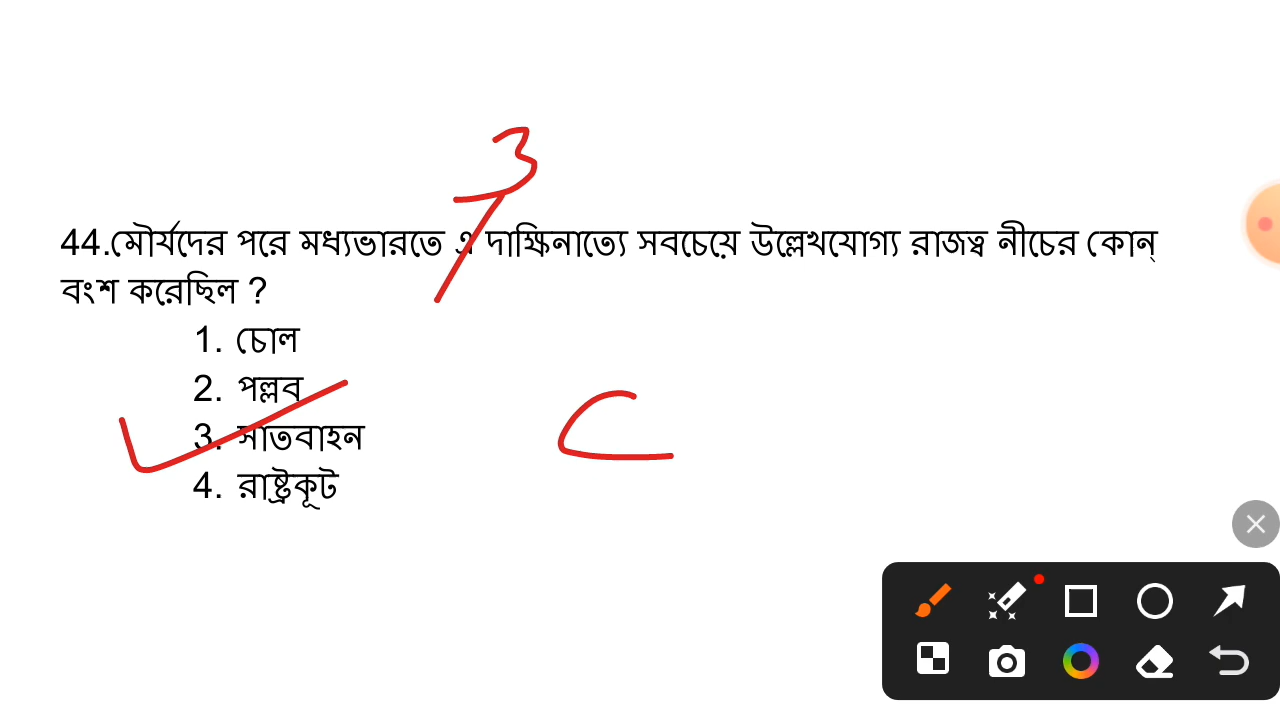 44.মৌর্যদের পরে মধ্যভারতে এ দাক্ষিনাত্যে সবচেয়ে উল্লেখযোগ্য রাজত্ব নীচের কোন্
বংশ করেছিল ?
1. চোল
2. পল্লব
3. সাতবাহন
4. রাষ্ট্রকূট